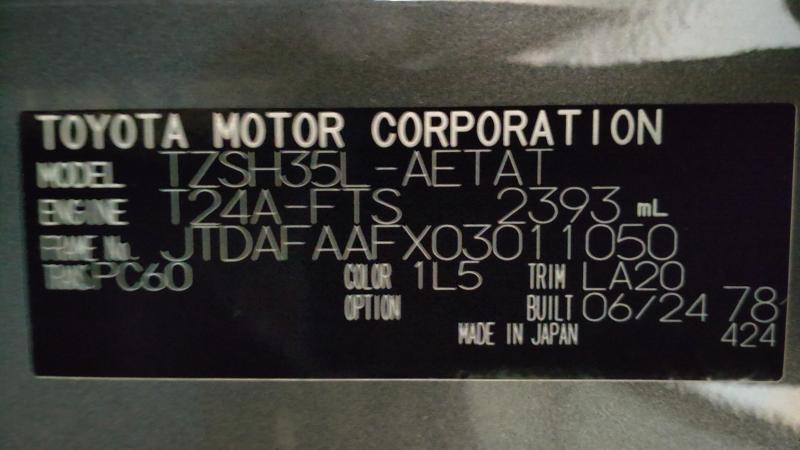 TOYOTA MOTOR CORPORATION
MODEL TZSH35L-AETAT
ENGINE T24A-FTS 2393 mL
FRAME No. JTDAFAAFX03011050
TRANS PC60 COLOR 1L5 TRIM LA20
OPTION BUILT 06/24 78
MADE IN JAPAN 424